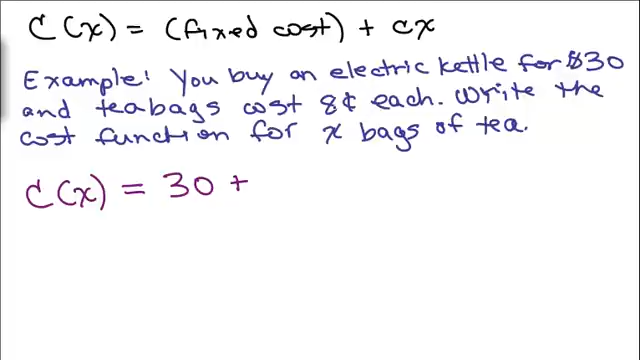 C(x) = (fixed cost) + cx
Example: You buy an electric kettle for $30
and teabags cost 8¢ each. Write the
cost function for x bags of tea.
C(x) = 30 +